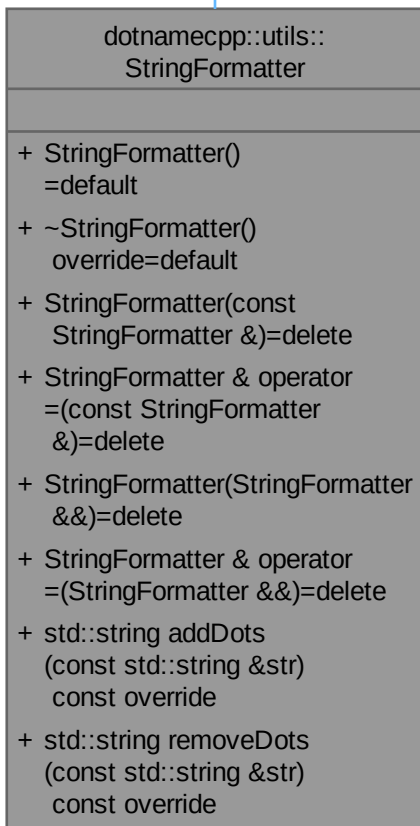 dotnamecpp::utils::
StringFormatter
+ StringFormatter()
=default
+ ~StringFormatter()
override=default
+ StringFormatter(const
StringFormatter &)=delete
+ StringFormatter & operator
=(const StringFormatter
&)=delete
+ StringFormatter(StringFormatter
&&)=delete
+ StringFormatter & operator
=(StringFormatter &&)=delete
+ std::string addDots
(const std::string &str)
const override
+ std::string removeDots
(const std::string &str)
const override